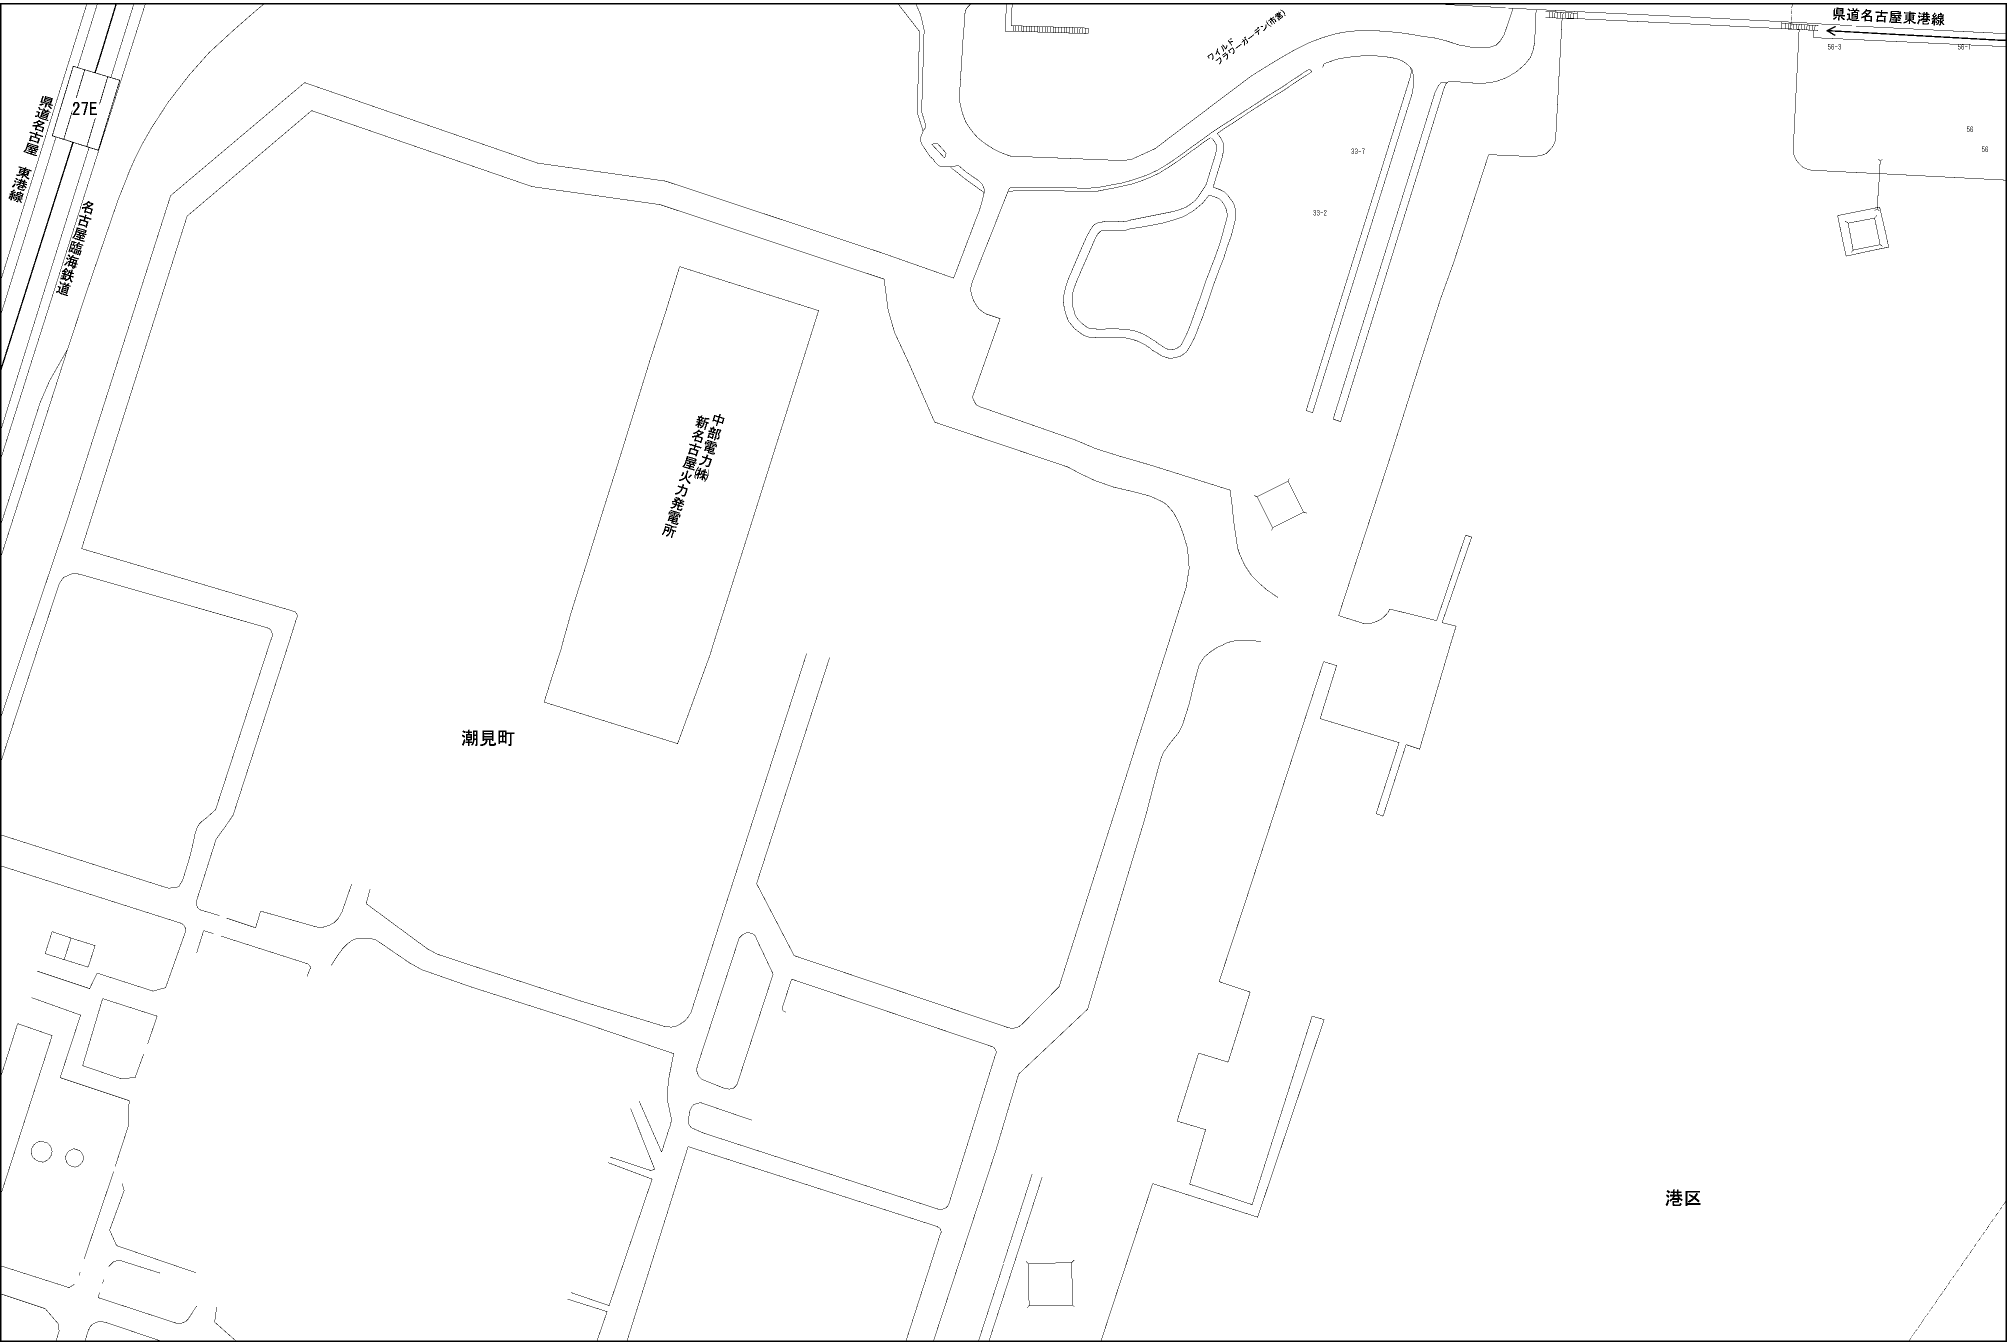 県道名古屋東港線
56-3
56-1
ワイルド
フラワーガーデン(市営)
27E
県道名古屋 東港線
56
56
33-7
33-2
名古屋臨海鉄道
中部電力㈱
新名古屋火力発電所
潮見町
港区